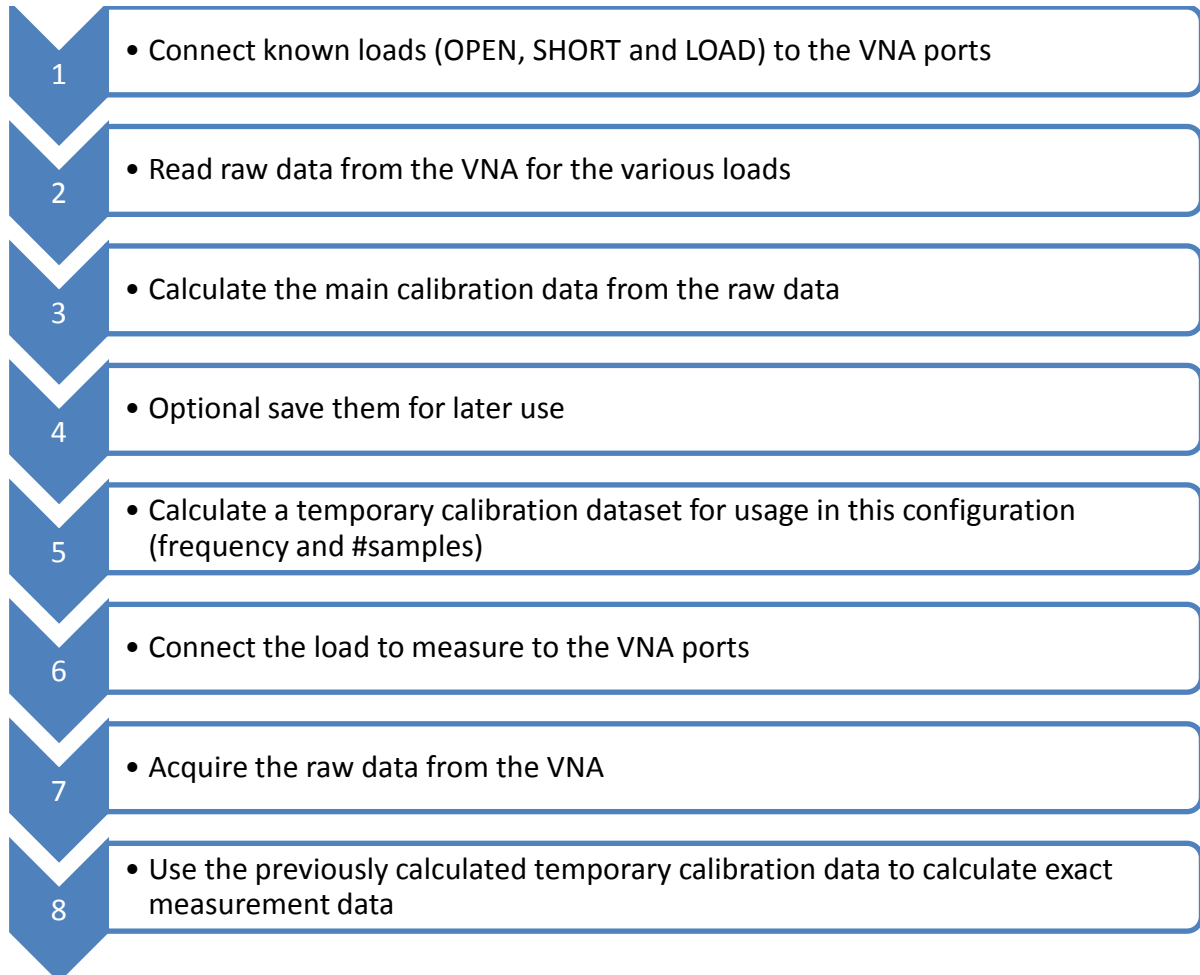 1
• Connect known loads (OPEN, SHORT and LOAD) to the VNA ports
2
• Read raw data from the VNA for the various loads
3
• Calculate the main calibration data from the raw data
4
• Optional save them for later use
5
• Calculate a temporary calibration dataset for usage in this configuration
(frequency and #samples)
6
• Connect the load to measure to the VNA ports
7
• Acquire the raw data from the VNA
8
• Use the previously calculated temporary calibration data to calculate exact
measurement data